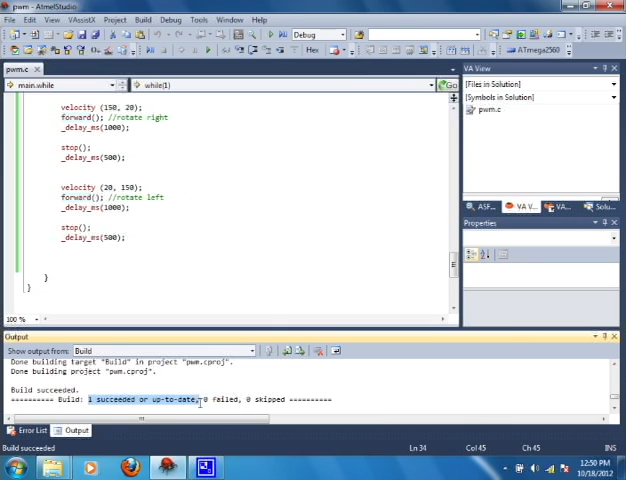 pwm - AtmelStudio
File Edit View VAssistX Project Build Debug Tools Window Help
Debug
Hex ATmega2560
pwm.c
main.while while(1) Go
velocity (150, 20);
forward(); //rotate right
_delay_ms(1000);
stop();
_delay_ms(500);
velocity (20, 150);
forward(); //rotate left
_delay_ms(1000);
stop();
_delay_ms(500);
}
}
100 %
VA View
[Files in Solution]
[Symbols in Solution]
pwm.c
ASF... VA V... VA... Solu...
Properties
Output
Show output from: Build
Done building target "Build" in project "pwm.cproj".
Done building project "pwm.cproj".
Build succeeded.
========== Build: 1 succeeded or up-to-date, 0 failed, 0 skipped ==========
Error List Output
Build succeeded Ln 34 Col 45 Ch 45 INS
12:50 PM
10/18/2012